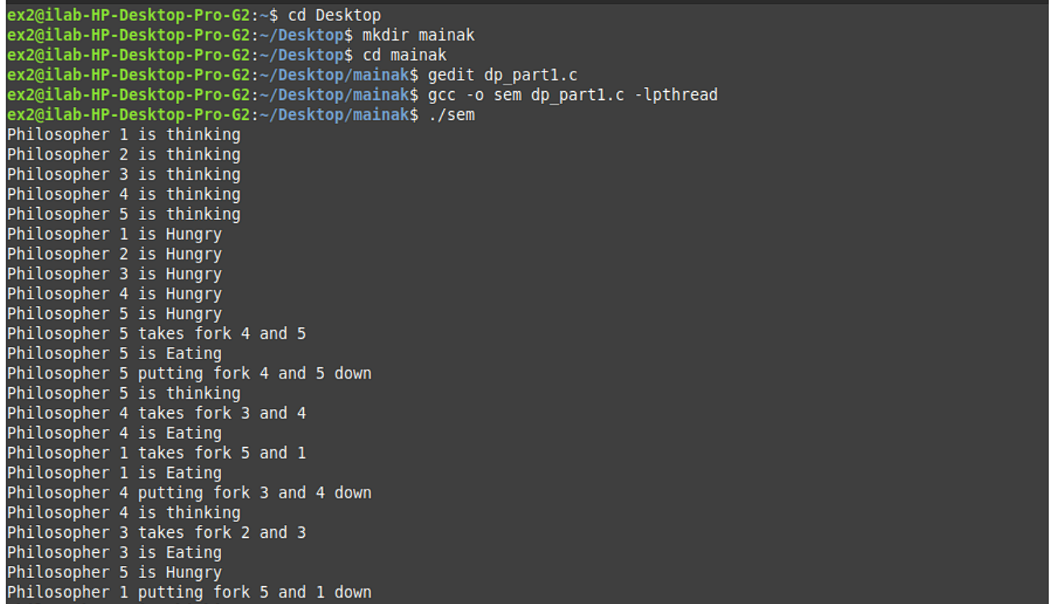 ex2@ilab-HP-Desktop-Pro-G2:~$ cd Desktop
ex2@ilab-HP-Desktop-Pro-G2:~/Desktop$ mkdir mainak
ex2@ilab-HP-Desktop-Pro-G2:~/Desktop$ cd mainak
ex2@ilab-HP-Desktop-Pro-G2:~/Desktop/mainak$ gedit dp_part1.c
ex2@ilab-HP-Desktop-Pro-G2:~/Desktop/mainak$ gcc -o sem dp_part1.c -lpthread
ex2@ilab-HP-Desktop-Pro-G2:~/Desktop/mainak$ ./sem
Philosopher 1 is thinking
Philosopher 2 is thinking
Philosopher 3 is thinking
Philosopher 4 is thinking
Philosopher 5 is thinking
Philosopher 1 is Hungry
Philosopher 2 is Hungry
Philosopher 3 is Hungry
Philosopher 4 is Hungry
Philosopher 5 is Hungry
Philosopher 5 takes fork 4 and 5
Philosopher 5 is Eating
Philosopher 5 putting fork 4 and 5 down
Philosopher 5 is thinking
Philosopher 4 takes fork 3 and 4
Philosopher 4 is Eating
Philosopher 1 takes fork 5 and 1
Philosopher 1 is Eating
Philosopher 4 putting fork 3 and 4 down
Philosopher 4 is thinking
Philosopher 3 takes fork 2 and 3
Philosopher 3 is Eating
Philosopher 5 is Hungry
Philosopher 1 putting fork 5 and 1 down